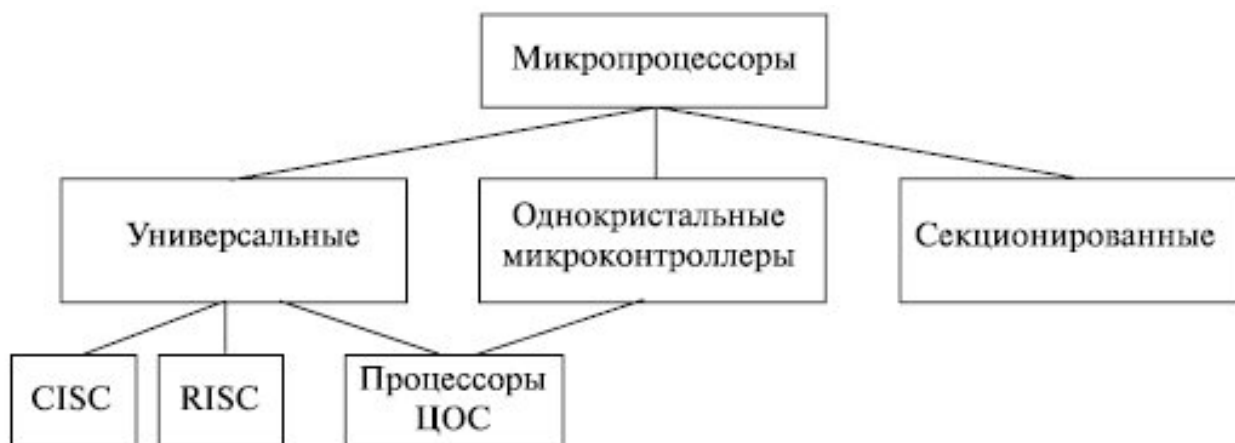 Микропроцессоры
Универсальные
Однокристальные
микроконтроллеры
Секционированные
CISC
RISC
Процессоры
ЦОС